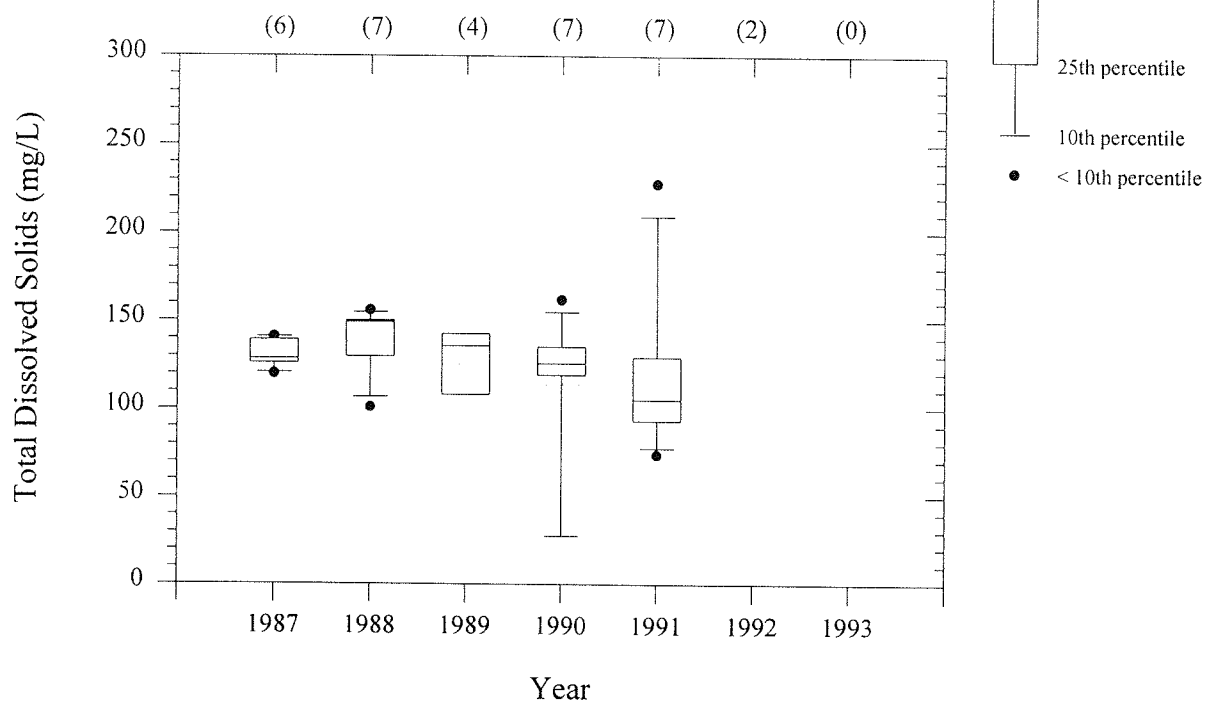 (6) (7) (4) (7) (7) (2) (0)
300
250
200
150
100
50
0
Total Dissolved Solids (mg/L)
1987 1988 1989 1990 1991 1992 1993
Year
25th percentile
10th percentile
< 10th percentile